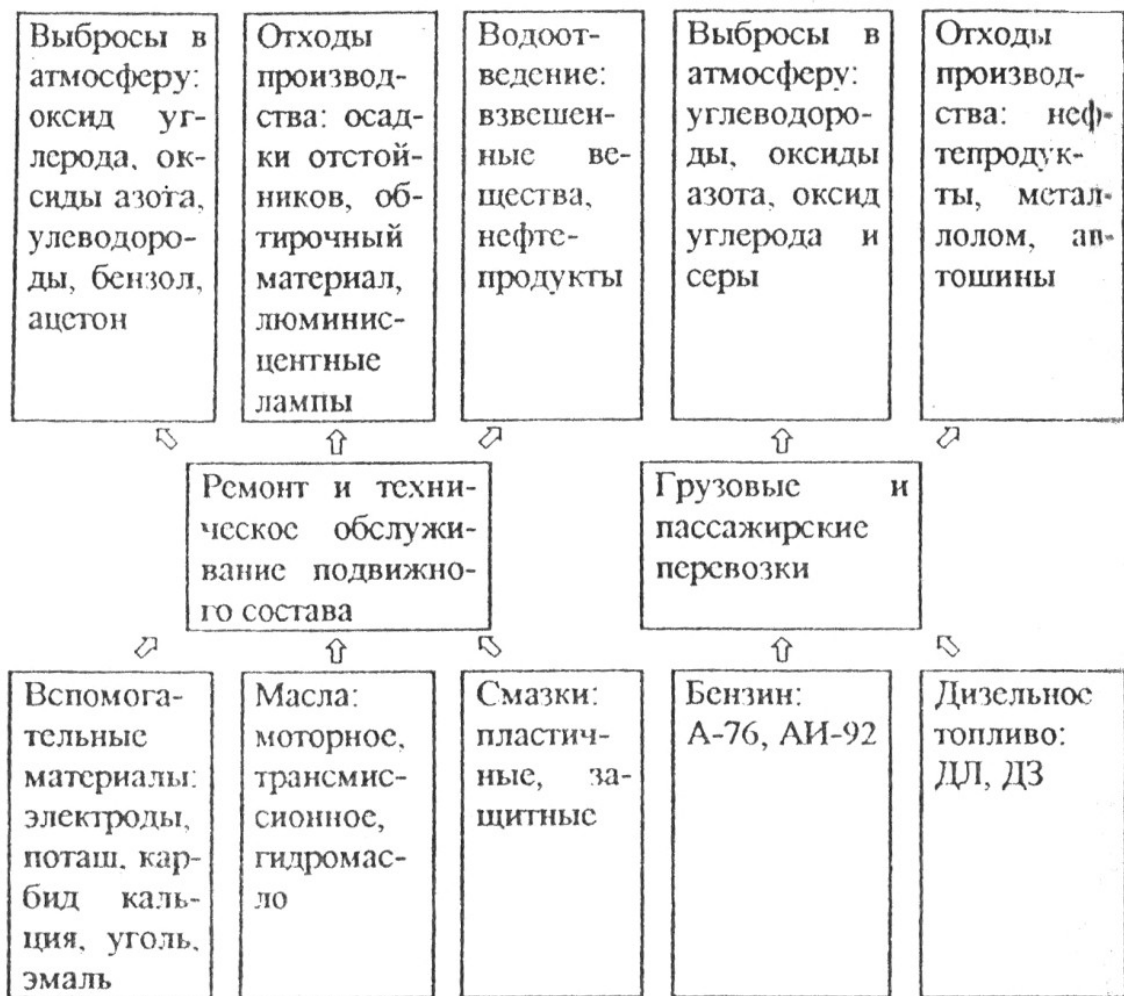 Выбросы в
атмосферу:
оксид уг-
лерода, ок-
сиды азота,
улеводоро-
ды, бензол,
ацетон
Отходы
производ-
ства: осад-
ки отстой-
ников, об-
тирочный
материал,
люминис-
центные
лампы
Водоот-
ведение:
взвешен-
ные ве-
щества,
нефте-
продукты
Выбросы в
атмосферу:
углеводоро-
ды, оксиды
азота, оксид
углерода и
серы
Отходы
производ-
ства: неф-
тепродук-
ты, метал-
лолом, ав-
тошины
Ремонт и техни-
ческое обслужи-
вание подвижно-
го состава
Грузовые и
пассажирские
перевозки
Вспомога-
тельные
материалы:
электроды,
поташ, кар-
бид каль-
ция, уголь,
эмаль
Масла:
моторное,
трансмис-
сионное,
гидромас-
ло
Смазки:
пластич-
ные, за-
щитные
Бензин:
А-76, АИ-92
Дизельное
топливо:
ДЛ, ДЗ